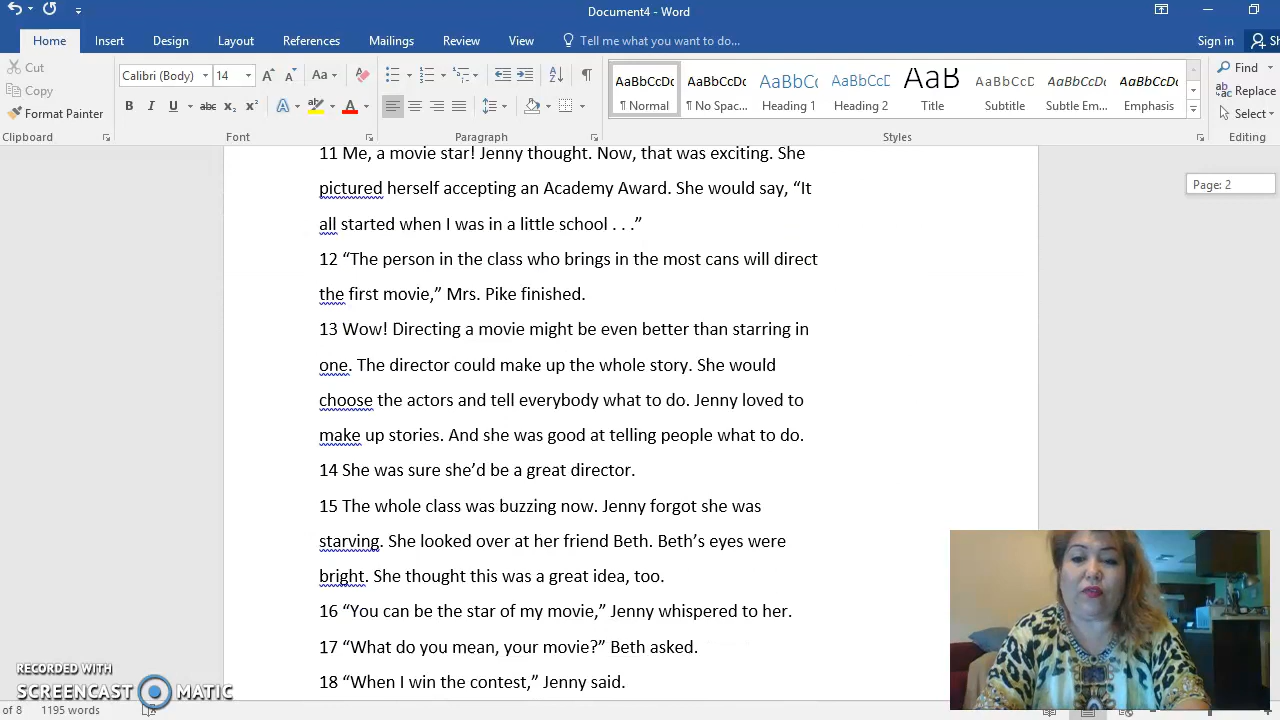 Document4 - Word
Home Insert Design Layout References Mailings Review View Tell me what you want to do... Sign in Sh
Cut
Copy
Format Painter
Clipboard
Calibri (Body) 14
Font
Paragraph
AaBbCcDc AaBbCcDc AaBbCc AaBbCcD AaB AaBbCcD AaBbCcDc AaBbCcDc
¶ Normal ¶ No Spac... Heading 1 Heading 2 Title Subtitle Subtle Em... Emphasis
Styles
Find
Replace
Select
Editing
Page: 2
11 Me, a movie star! Jenny thought. Now, that was exciting. She
pictured herself accepting an Academy Award. She would say, “It
all started when I was in a little school . . .”
12 “The person in the class who brings in the most cans will direct
the first movie,” Mrs. Pike finished.
13 Wow! Directing a movie might be even better than starring in
one. The director could make up the whole story. She would
choose the actors and tell everybody what to do. Jenny loved to
make up stories. And she was good at telling people what to do.
14 She was sure she’d be a great director.
15 The whole class was buzzing now. Jenny forgot she was
starving. She looked over at her friend Beth. Beth’s eyes were
bright. She thought this was a great idea, too.
16 “You can be the star of my movie,” Jenny whispered to her.
17 “What do you mean, your movie?” Beth asked.
18 “When I win the contest,” Jenny said.
RECORDED WITH
SCREENCAST MATIC
of 8 1195 words